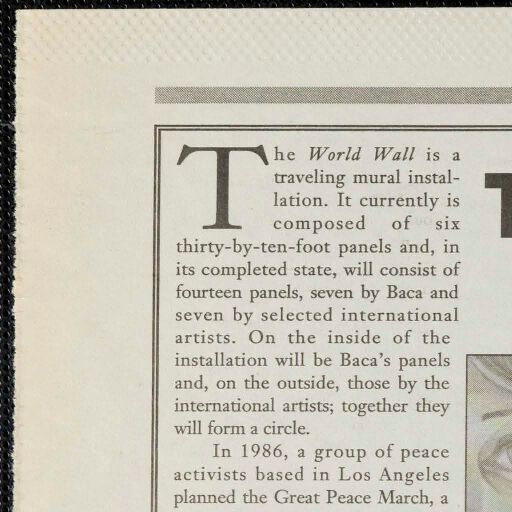 The World Wall is a
traveling mural instal-
lation. It currently is
composed of six
thirty-by-ten-foot panels and, in
its completed state, will consist of
fourteen panels, seven by Baca and
seven by selected international
artists. On the inside of the
installation will be Baca's panels
and, on the outside, those by the
international artists; together they
will form a circle.
In 1986, a group of peace
activists based in Los Angeles
planned the Great Peace March, a